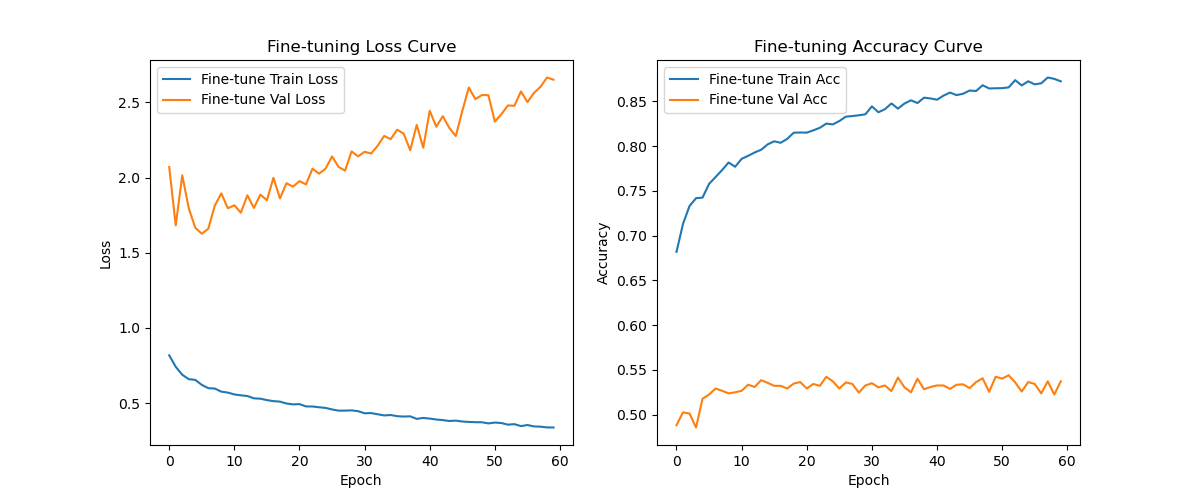 Fine-tuning Loss Curve
Fine-tune Train Loss
Fine-tune Val Loss
2.5
2.0
1.5
1.0
0.5
Loss
0 10 20 30 40 50 60
Epoch
Fine-tuning Accuracy Curve
Fine-tune Train Acc
Fine-tune Val Acc
0.85
0.80
0.75
0.70
0.65
0.60
0.55
0.50
Accuracy
0 10 20 30 40 50 60
Epoch